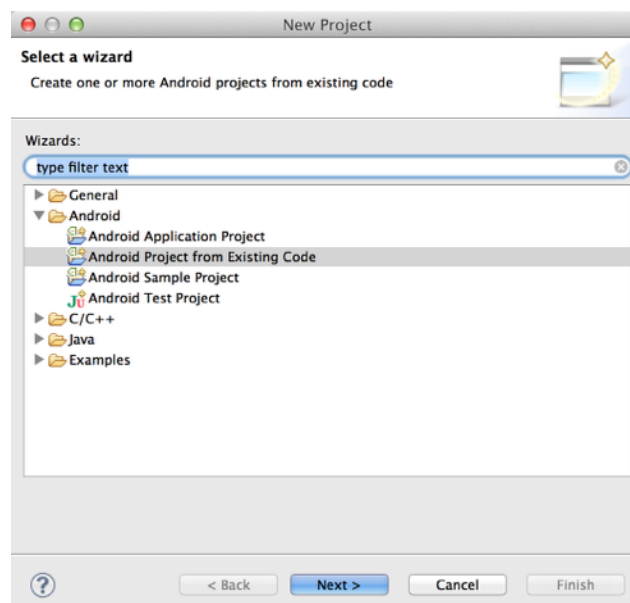 New Project
Select a wizard
Create one or more Android projects from existing code
Wizards:
type filter text
General
Android
Android Application Project
Android Project from Existing Code
Android Sample Project
Android Test Project
C/C++
Java
Examples
? < Back Next > Cancel Finish